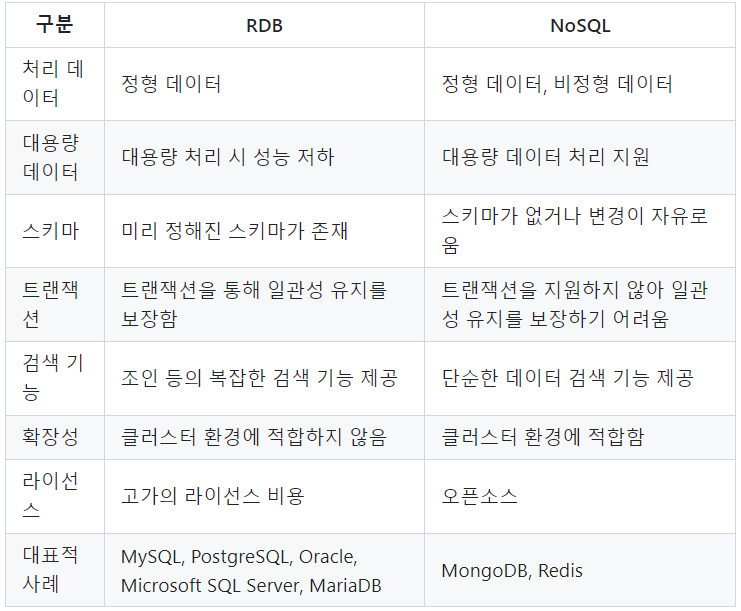 구분 RDB NoSQL
처리 데
이터
정형 데이터
정형 데이터, 비정형 데이터
대용량
데이터
대용량 처리 시 성능 저하
대용량 데이터 처리 지원
스키마
미리 정해진 스키마가 존재
스키마가 없거나 변경이 자유로
움
트랜잭
션
트랜잭션을 통해 일관성 유지를
보장함
트랜잭션을 지원하지 않아 일관
성 유지를 보장하기 어려움
검색 기
능
조인 등의 복잡한 검색 기능 제공
단순한 데이터 검색 기능 제공
확장성
클러스터 환경에 적합하지 않음
클러스터 환경에 적합함
라이선
스
고가의 라이선스 비용
오픈소스
대표적
사례
MySQL, PostgreSQL, Oracle,
Microsoft SQL Server, MariaDB
MongoDB, Redis